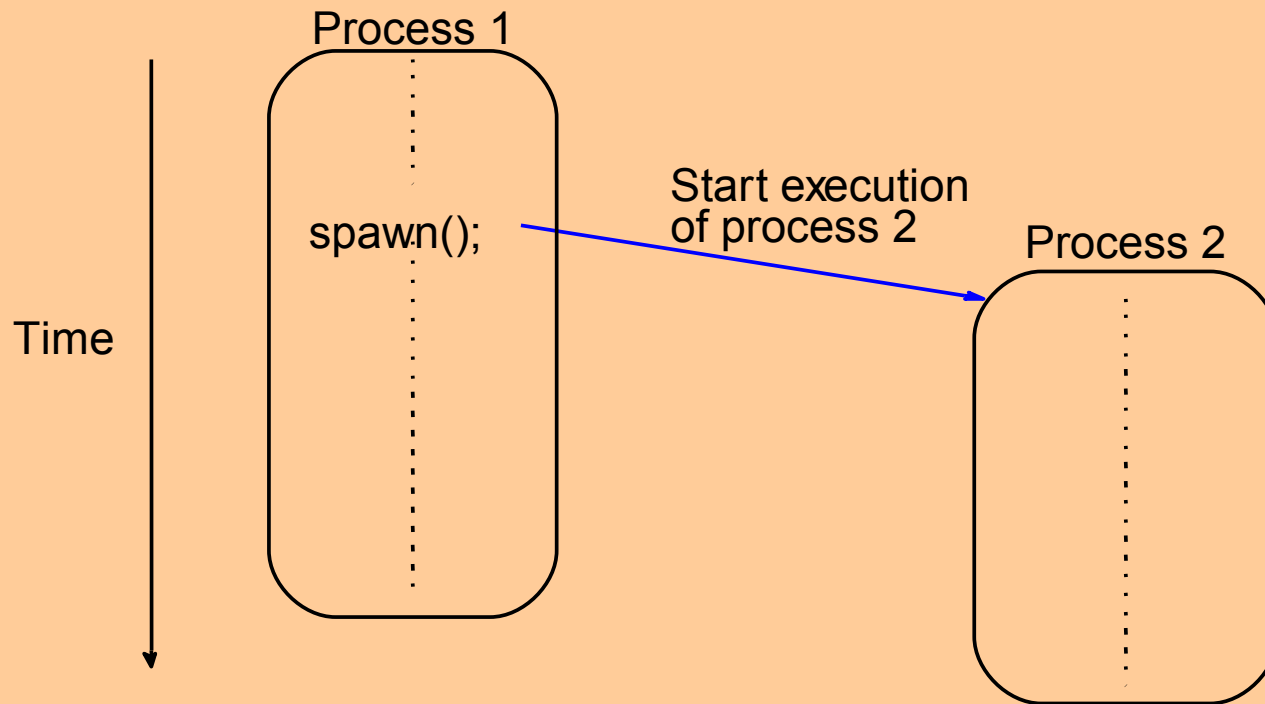 Process 1
Start execution
of process 2
spawn();
Process 2
Time